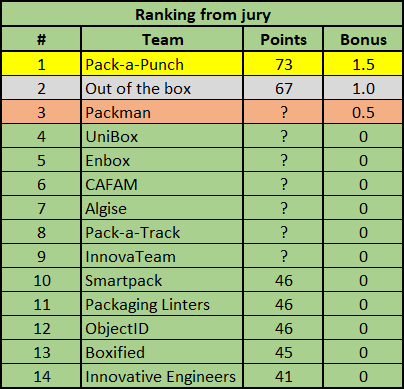 Ranking from jury
# Team Points Bonus
1 Pack-a-Punch 73 1.5
2 Out of the box 67 1.0
3 Packman ? 0.5
4 UniBox ? 0
5 Enbox ? 0
6 CAFAM ? 0
7 Algise ? 0
8 Pack-a-Track ? 0
9 InnovaTeam ? 0
10 Smartpack 46 0
11 Packaging Linters 46 0
12 ObjectID 46 0
13 Boxified 45 0
14 Innovative Engineers 41 0